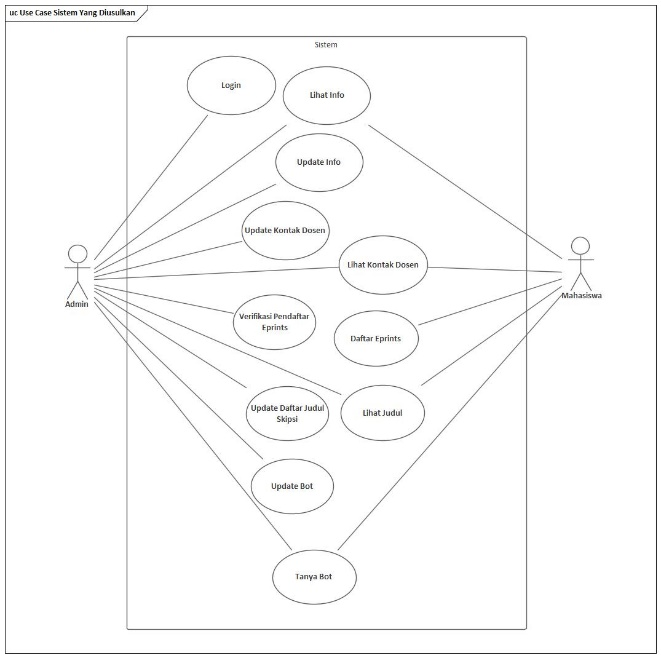 uc Use Case Sistem Yang Diusulkan
Sistem
Login
Lihat Info
Update Info
Update Kontak Dosen
Lihat Kontak Dosen
Admin
Mahasiswa
Verifikasi Pendaftar
Eprints
Daftar Eprints
Update Daftar Judul
Skipsi
Lihat Judul
Update Bot
Tanya Bot